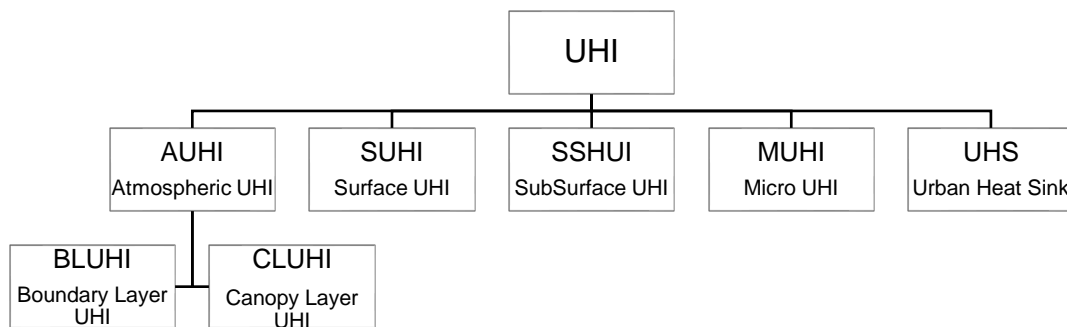 UHI
AUHI
Atmospheric UHI
SUHI
Surface UHI
SSHUI
SubSurface UHI
MUHI
Micro UHI
UHS
Urban Heat Sink
BLUHI
Boundary Layer
UHI
CLUHI
Canopy Layer
UHI